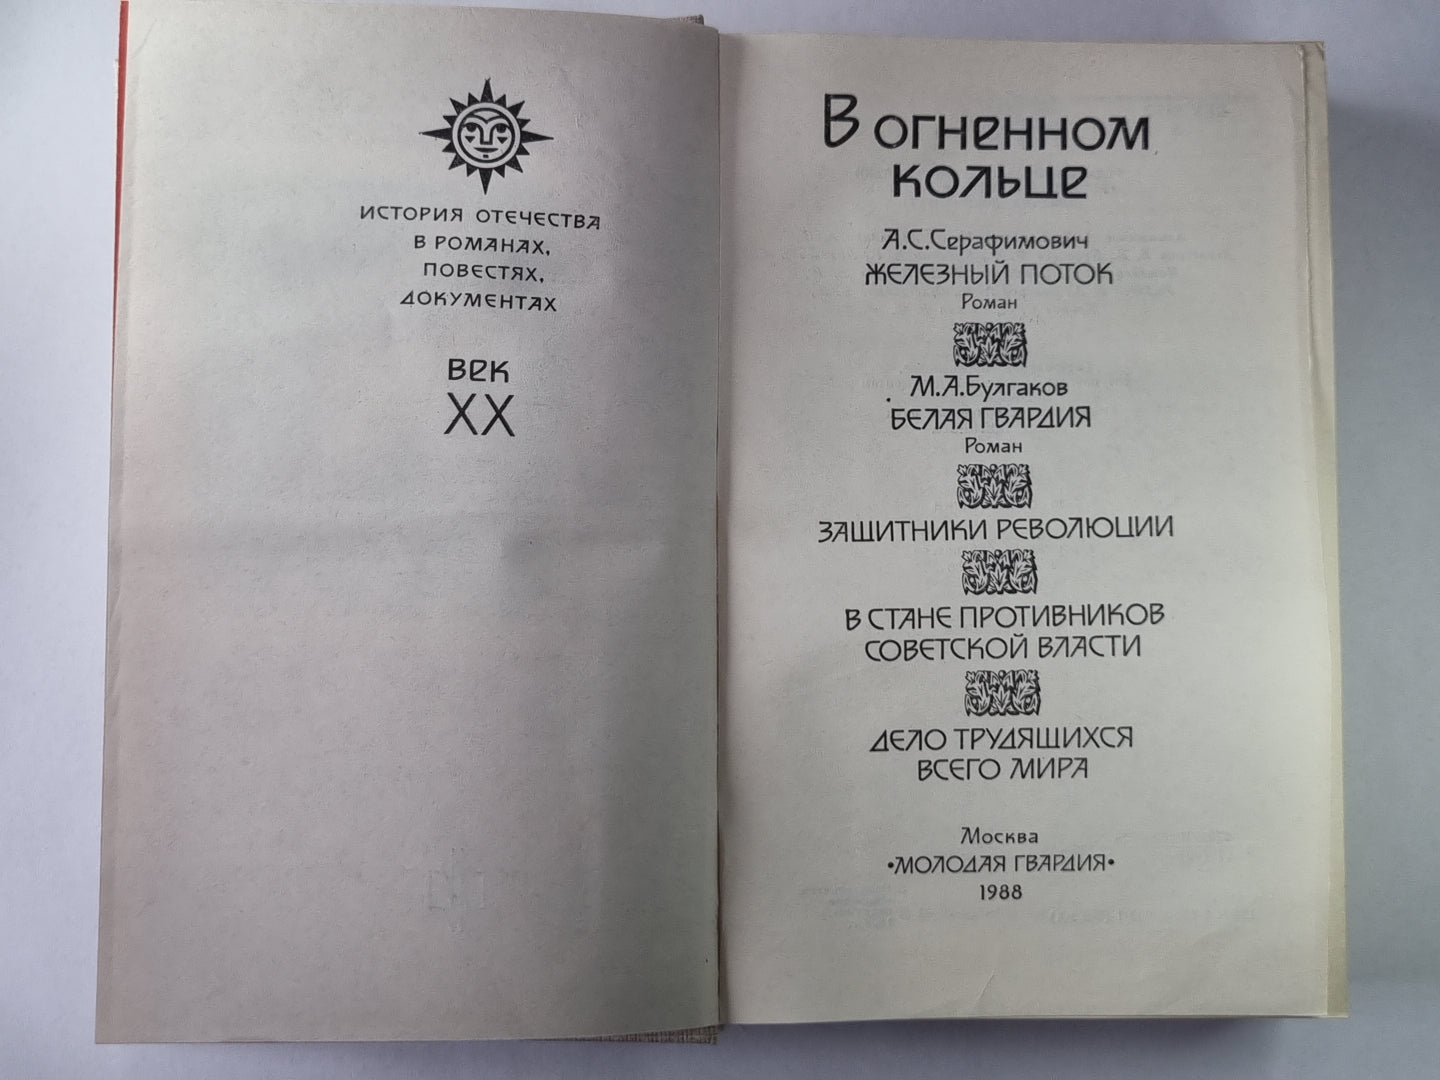 ИСТОРИЯ ОТЕЧЕСТВА
В РОМАНАХ,
ПОВЕСТЯХ,
ДОКУМЕНТАХ
ВЕК
XX
В ОГНЕННОМ
КОЛЬЦЕ
А.С.Серафимович
ЖЕЛЕЗНЫЙ ПОТОК
Роман
М.А.Булгаков
БЕЛАЯ ГВАРДИЯ
Роман
ЗАЩИТНИКИ РЕВОЛЮЦИИ
В СТАНЕ ПРОТИВНИКОВ
СОВЕТСКОЙ ВЛАСТИ
ДЕЛО ТРУДЯЩИХСЯ
ВСЕГО МИРА
Москва
•МОЛОДАЯ ГВАРДИЯ•
1988